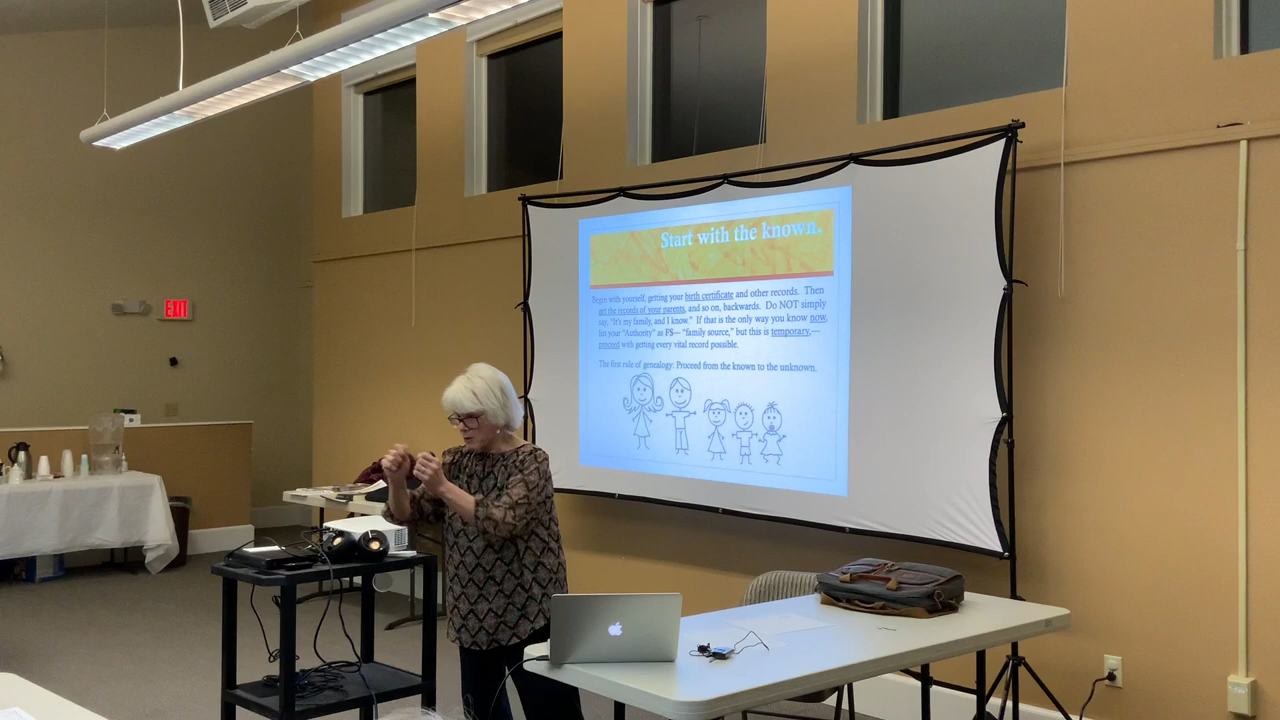 EXIT
Start with the known.
Begin with yourself, getting your birth certificate and other records. Then
get the records of your parents, and so on, backwards. Do NOT simply
say, "It's my family, and I know." If that is the only way you know now,
list your "Authority" as FS— "family source," but this is temporary,—
proceed with getting every vital record possible.
The first rule of genealogy: Proceed from the known to the unknown.